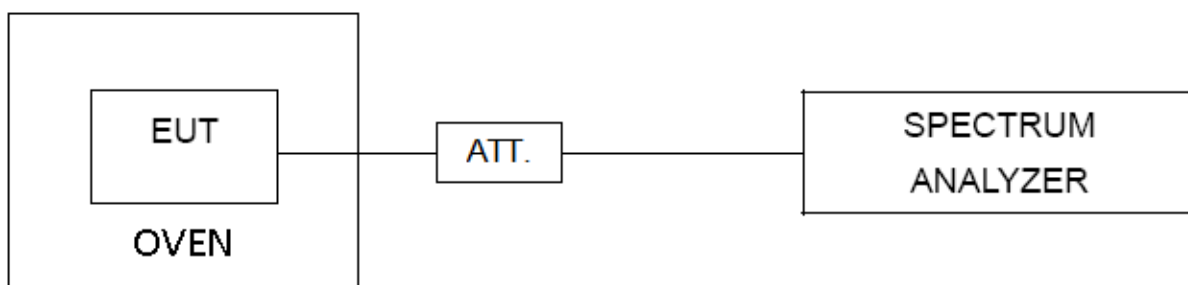 EUT
OVEN
ATT.
SPECTRUM
ANALYZER